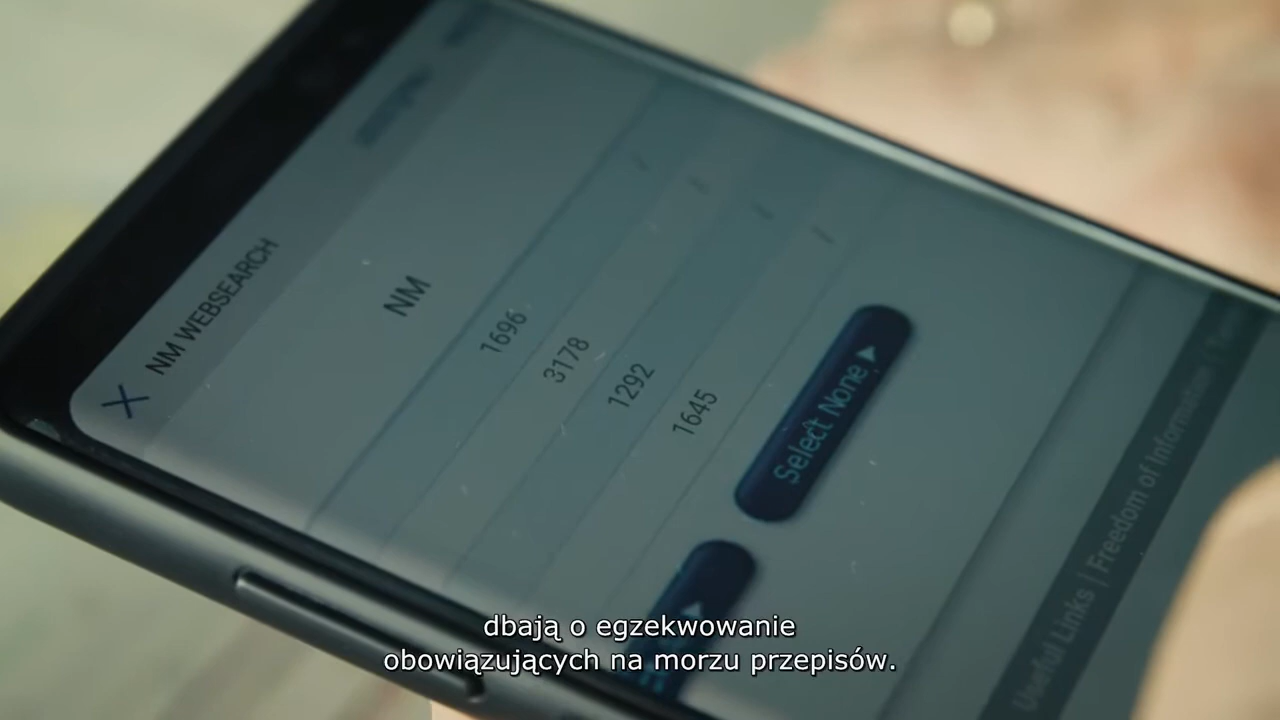 NM WEBSEARCH
NM
1696
3178
1292
1645
Select None
Useful Links | Freedom of Information |
dbają o egzekwowanie
obowiązujących na morzu przepisów.